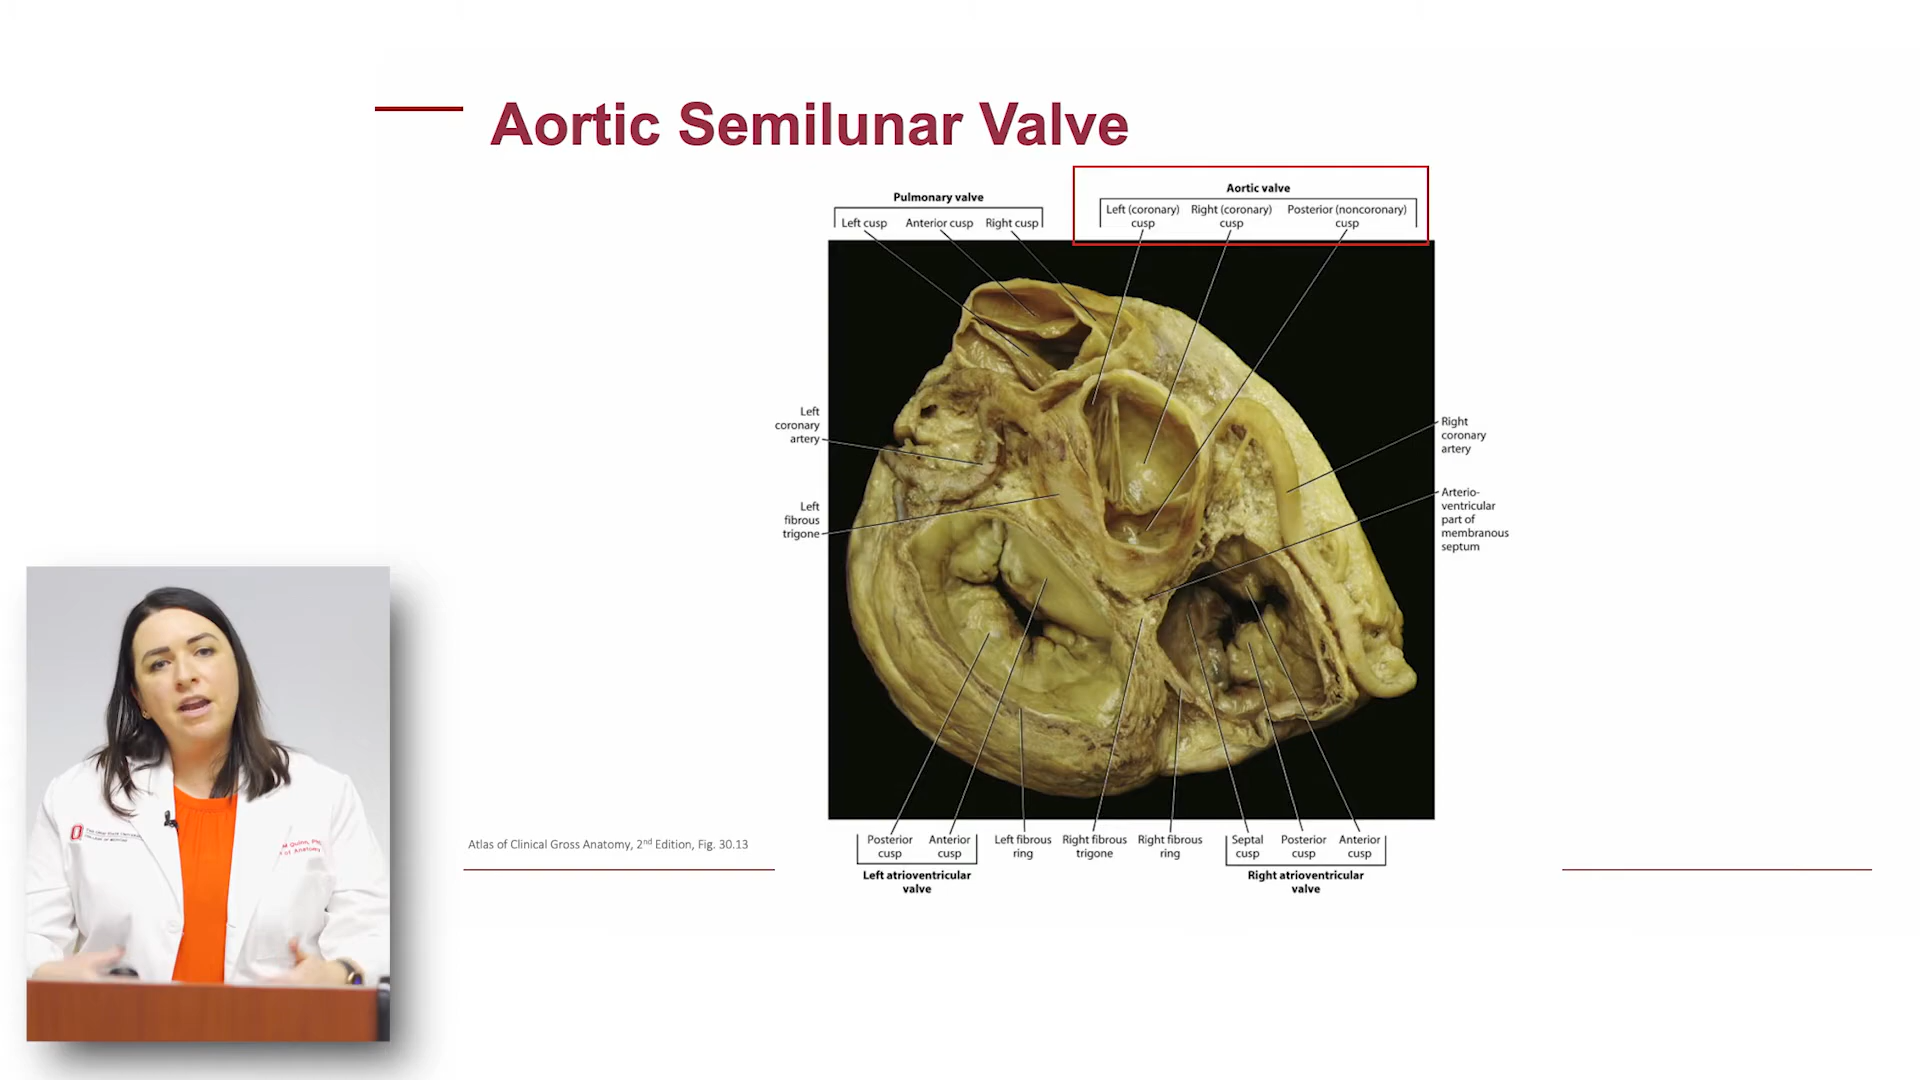 Aortic Semilunar Valve
Pulmonary valve
Left cusp Anterior cusp Right cusp
Aortic valve
Left (coronary) Right (coronary) Posterior (noncoronary)
cusp cusp cusp
Left
coronary
artery
Left
fibrous
trigone
Right
coronary
artery
Arterio-
ventricular
part of
membranous
septum
Posterior Anterior Left fibrous Right fibrous Right fibrous Septal Posterior Anterior
cusp cusp ring trigone ring cusp cusp cusp
Left atrioventricular
valve
Right atrioventricular
valve
Atlas of Clinical Gross Anatomy, 2nd Edition, Fig. 30.13